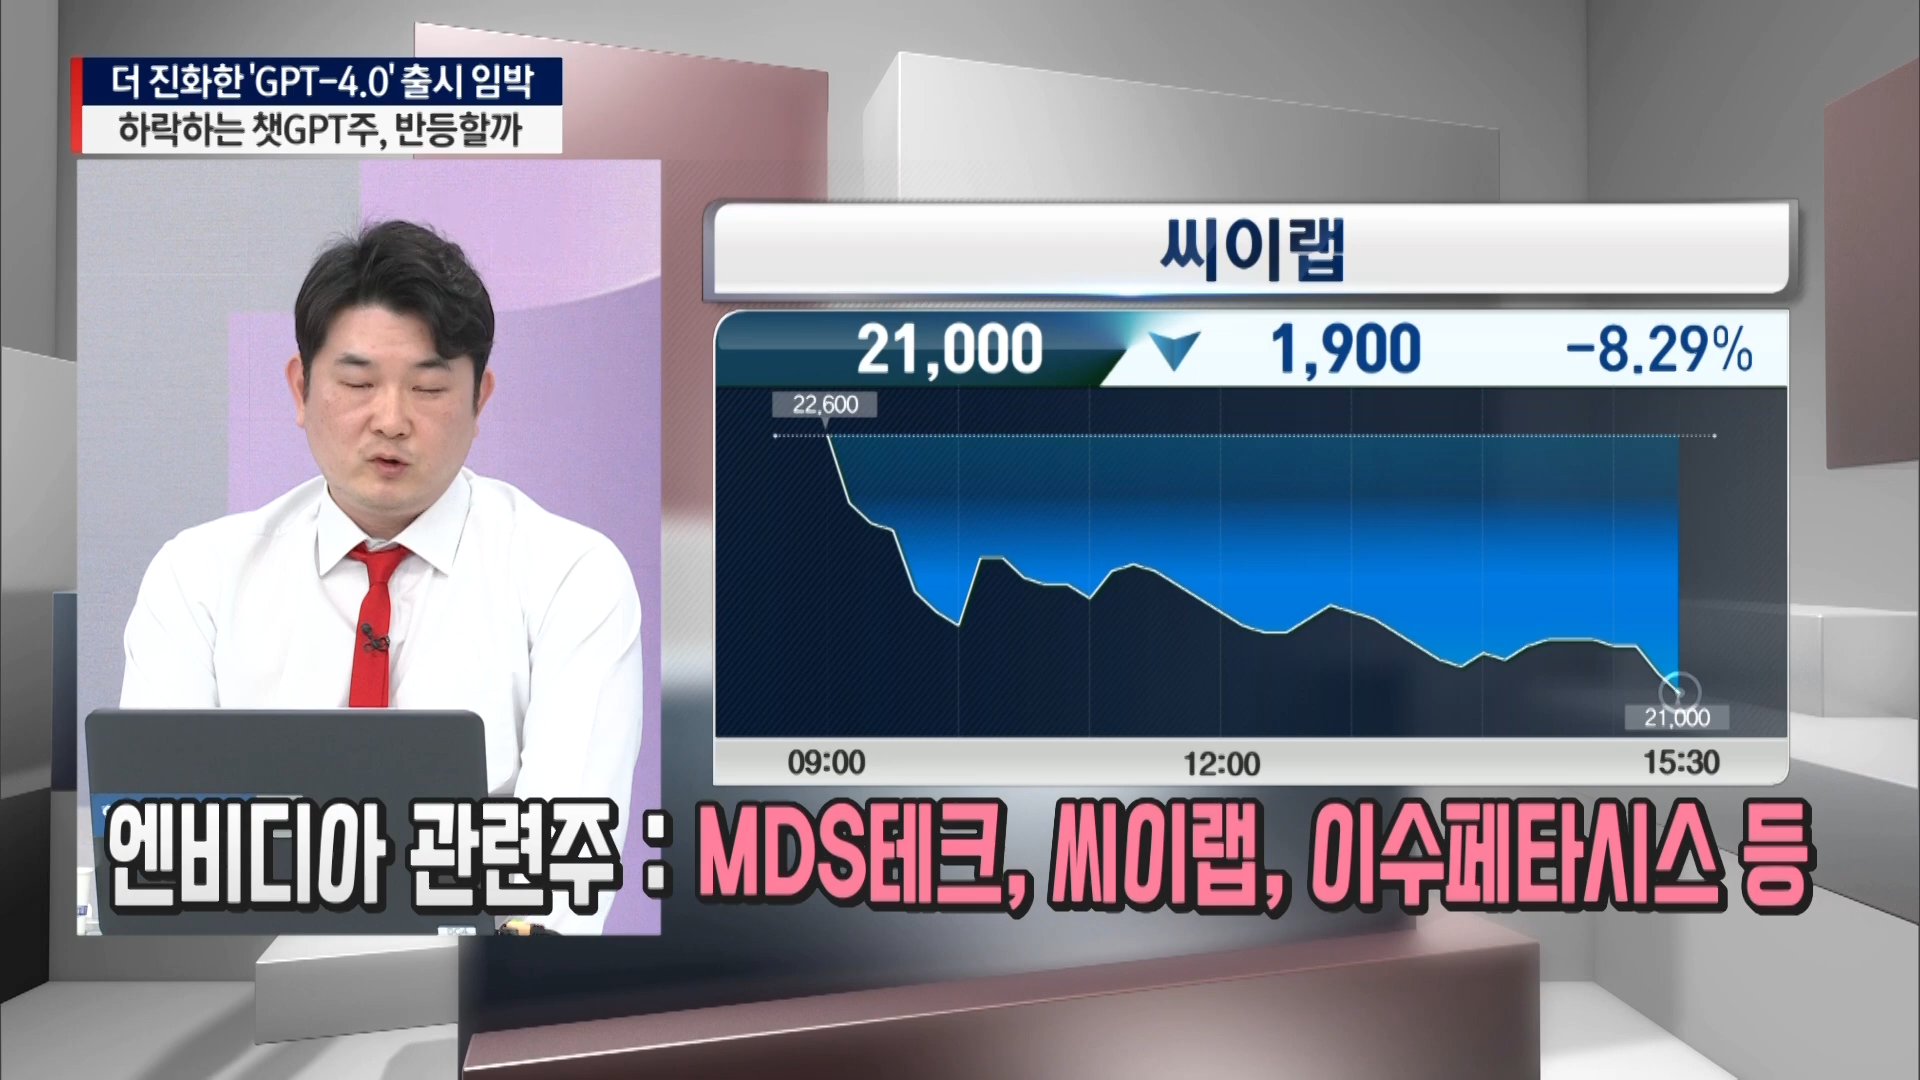 더 진화한 'GPT-4.0' 출시 임박
하락하는 챗GPT주, 반등할까
씨이랩
21,000 1,900 -8.29%
22,600
21,000
09:00 12:00 15:30
엔비디아 관련주 : MDS테크, 씨이랩, 이수페타시스 등